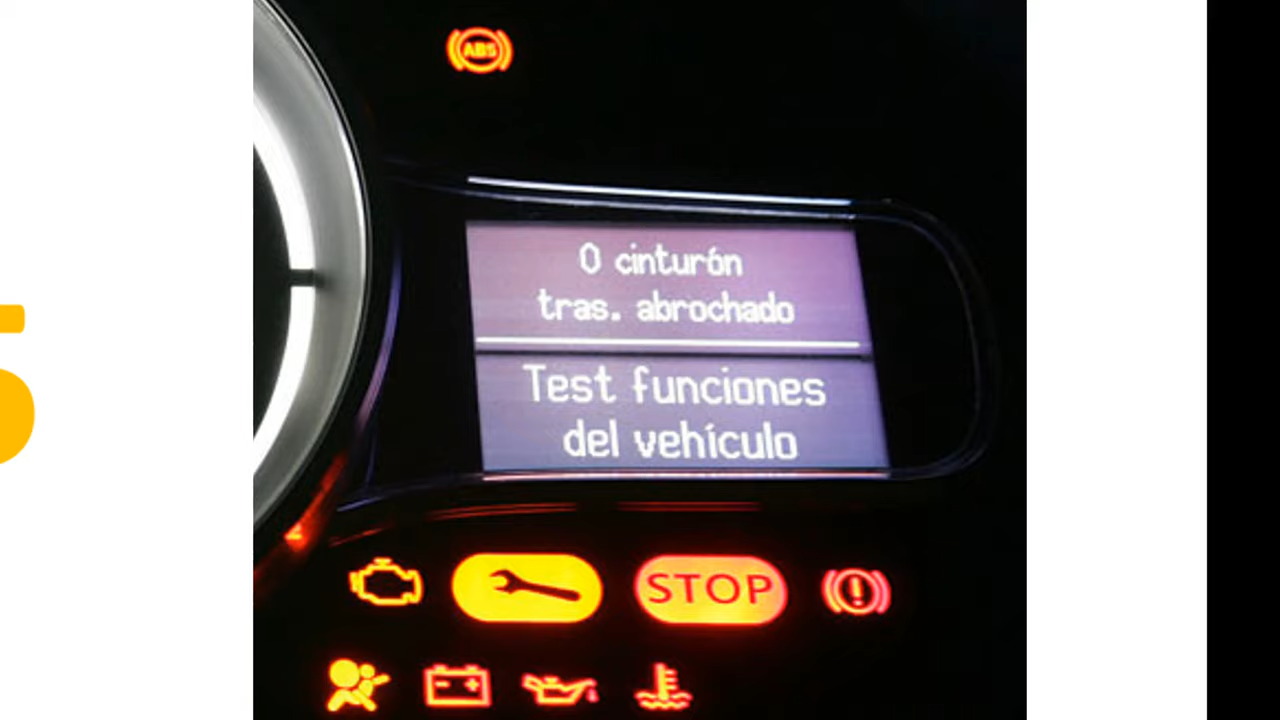 ABS
0 cinturón
tras. abrochado
Test funciones
del vehículo
STOP